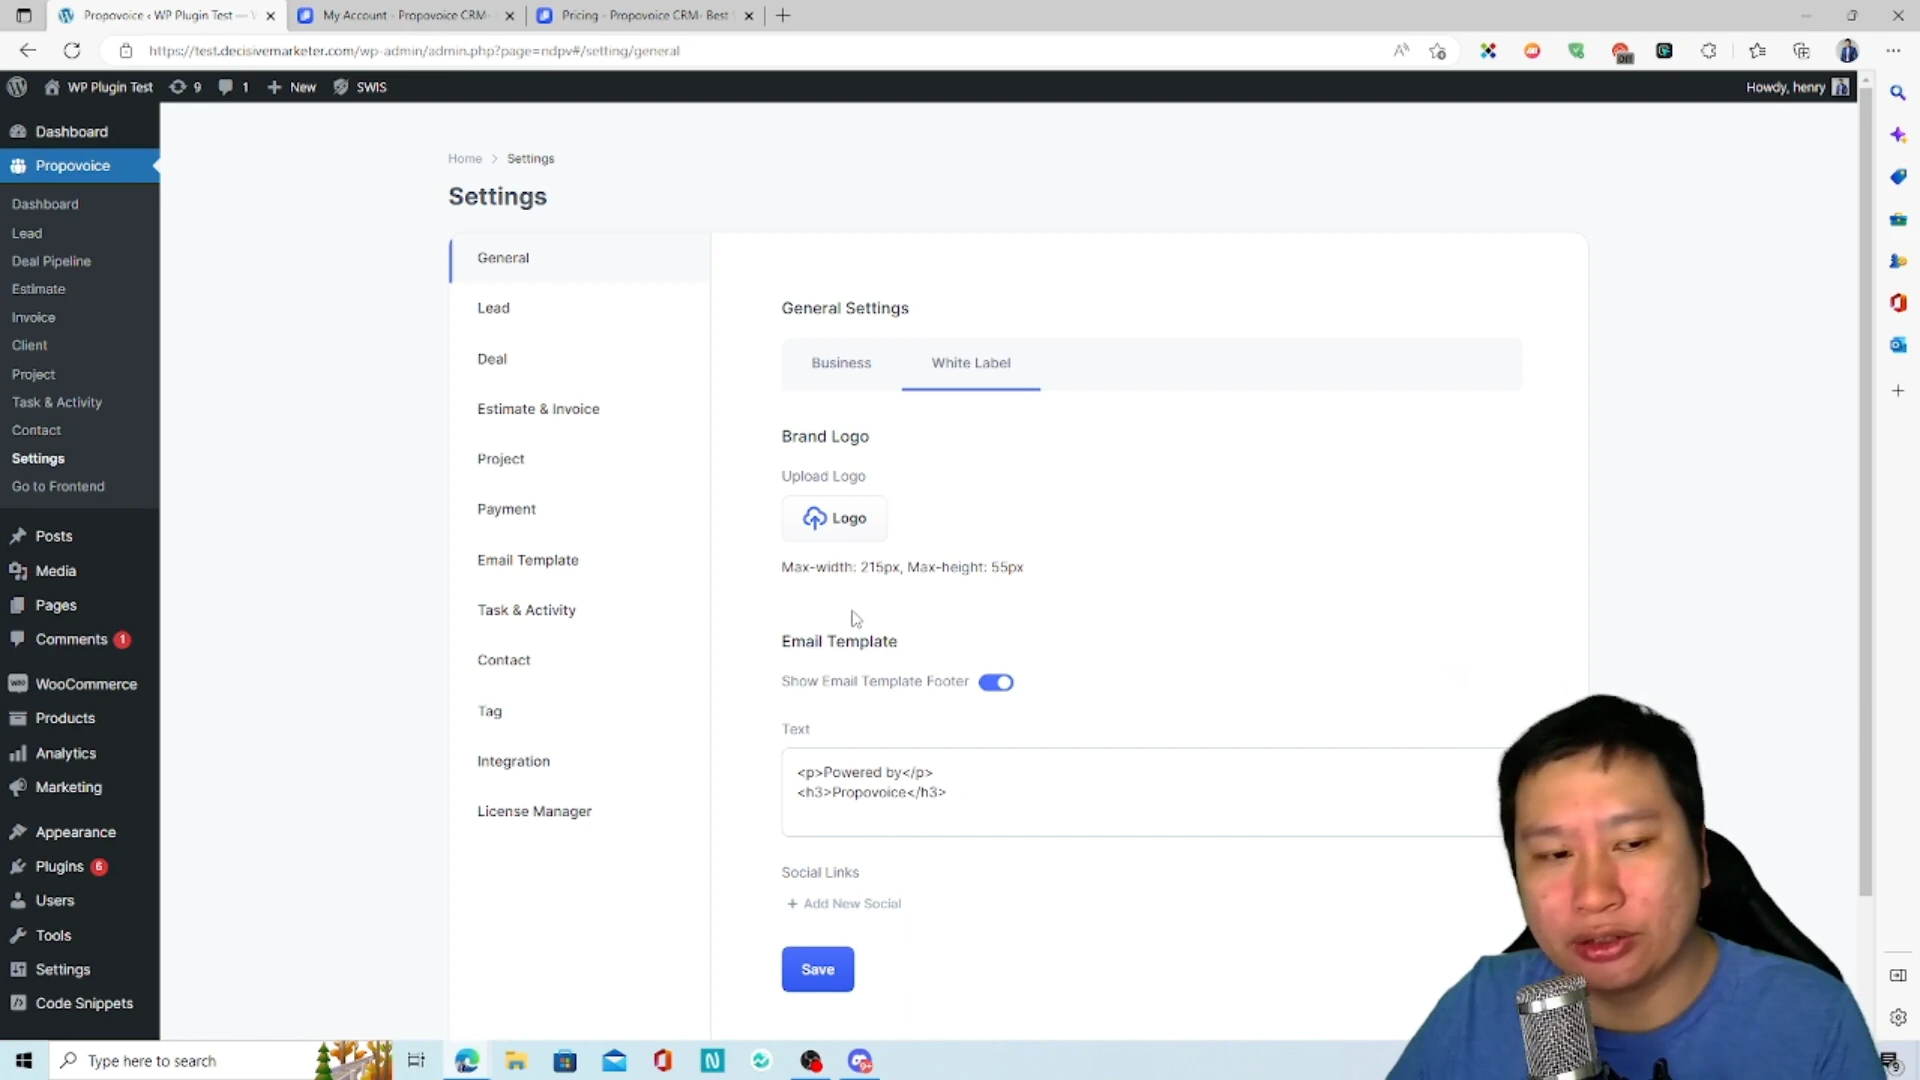 Propovoice ‹ WP Plugin Test —
My Account - Propovoice CRM-
Pricing - Propovoice CRM- Best
https://test.decisivemarketer.com/wp-admin/admin.php?page=ndpv#/setting/general
WP Plugin Test
9
1
New
SWIS
Howdy, henry
Dashboard
Propovoice
Dashboard
Lead
Deal Pipeline
Estimate
Invoice
Client
Project
Task & Activity
Contact
Settings
Go to Frontend
Posts
Media
Pages
Comments 1
WooCommerce
Products
Analytics
Marketing
Appearance
Plugins 6
Users
Tools
Settings
Code Snippets
Home > Settings
Settings
General
Lead
Deal
Estimate & Invoice
Project
Payment
Email Template
Task & Activity
Contact
Tag
Integration
License Manager
General Settings
Business
White Label
Brand Logo
Upload Logo
Logo
Max-width: 215px, Max-height: 55px
Email Template
Show Email Template Footer
Text
<p>Powered by</p>
<h3>Propovoice</h3>
Social Links
+ Add New Social
Save
Type here to search